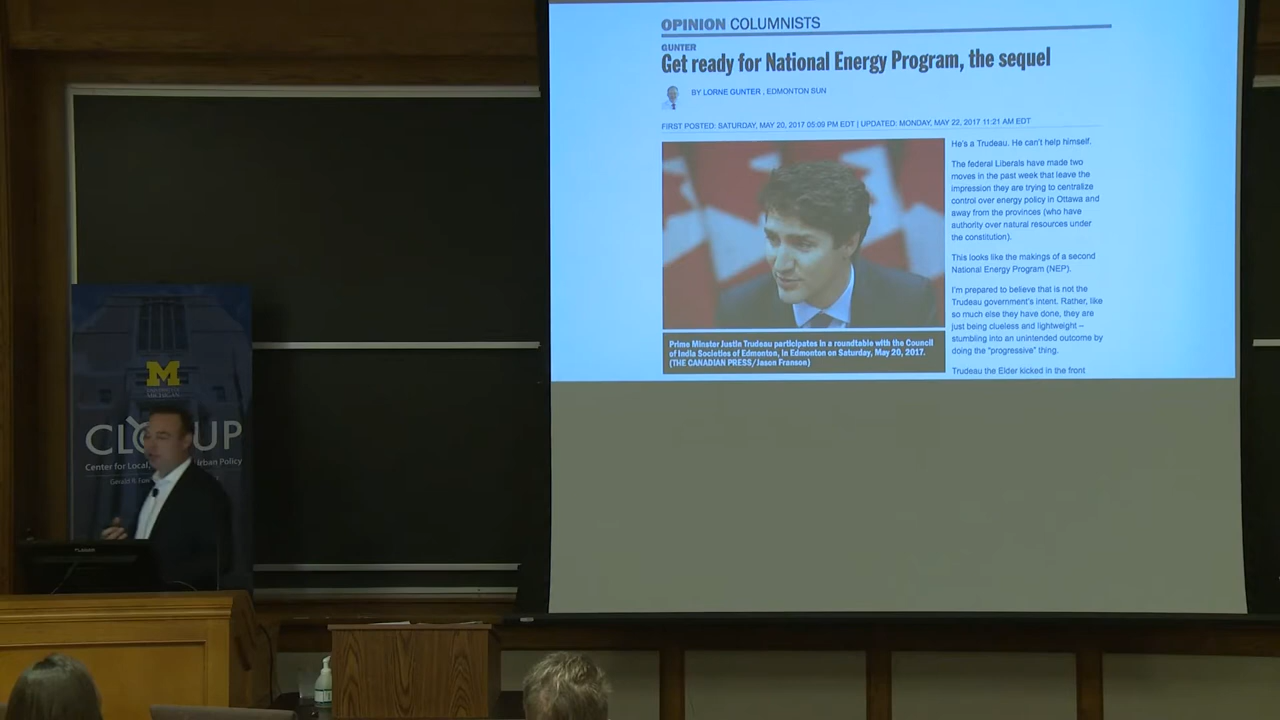 OPINION COLUMNISTS
GUNTER
Get ready for National Energy Program, the sequel
BY LORNE GUNTER , EDMONTON SUN
FIRST POSTED: SATURDAY, MAY 20, 2017 05:09 PM EDT | UPDATED: MONDAY, MAY 22, 2017 11:21 AM EDT
He's a Trudeau. He can't help himself.
The federal Liberals have made two
moves in the past week that leave the
impression they are trying to centralize
control over energy policy in Ottawa and
away from the provinces (who have
authority over natural resources under
the constitution).
This looks like the makings of a second
National Energy Program (NEP).
I'm prepared to believe that is not the
Trudeau government's intent. Rather, like
so much else they have done, they are
just being clueless and lightweight –
stumbling into an unintended outcome by
doing the "progressive" thing.
Trudeau the Elder kicked in the front
Prime Minster Justin Trudeau participates in a roundtable with the Council
of India Societies of Edmonton, in Edmonton on Saturday, May 20, 2017.
(THE CANADIAN PRESS/Jason Franson)
M
CL UP
Center for Local, Urban Policy
Gerald R.